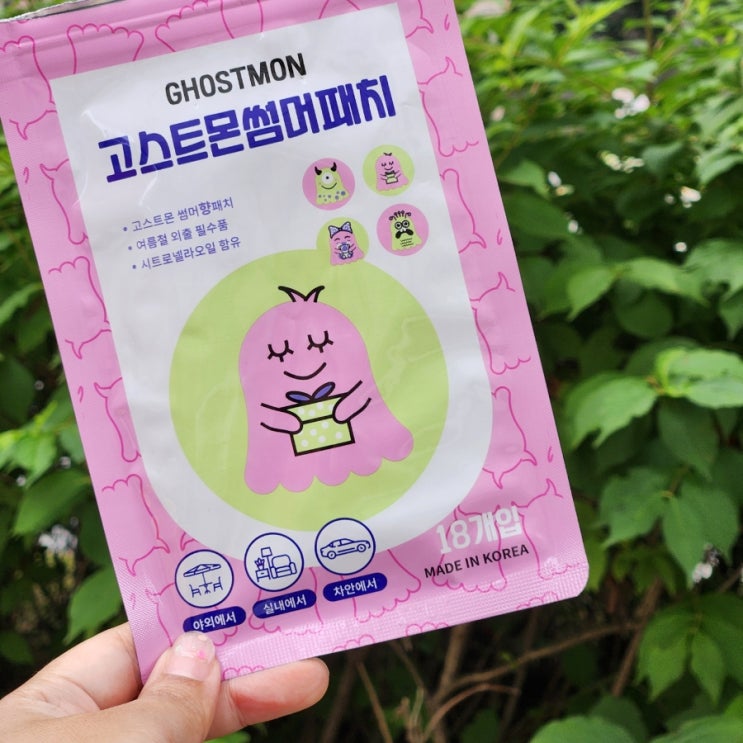 GHOSTMON
고스트몬썸머패치
• 고스트몬 썸머향패치
• 여름철 외출 필수품
• 시트로넬라오일 함유
18개입
MADE IN KOREA
야외에서
실내에서
차안에서